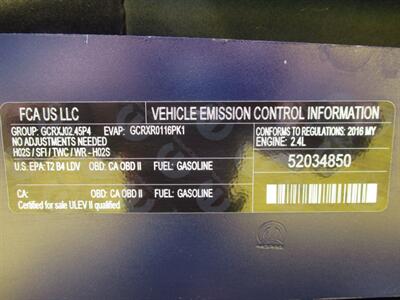 FCA US LLC
VEHICLE EMISSION CONTROL INFORMATION
GROUP: GCRXJ02.45P4 EVAP: GCRXR0116PK1
NO ADJUSTMENTS NEEDED
H02S / SFI / TWC / WR-H02S
CONFORMS TO REGULATIONS: 2016 MY
ENGINE: 2.4L
U.S. EPA: T2 B4 LDV OBD: CA OBD II FUEL: GASOLINE
52034850
CA: OBD: CA OBD II FUEL: GASOLINE
Certified for sale ULEV II qualified